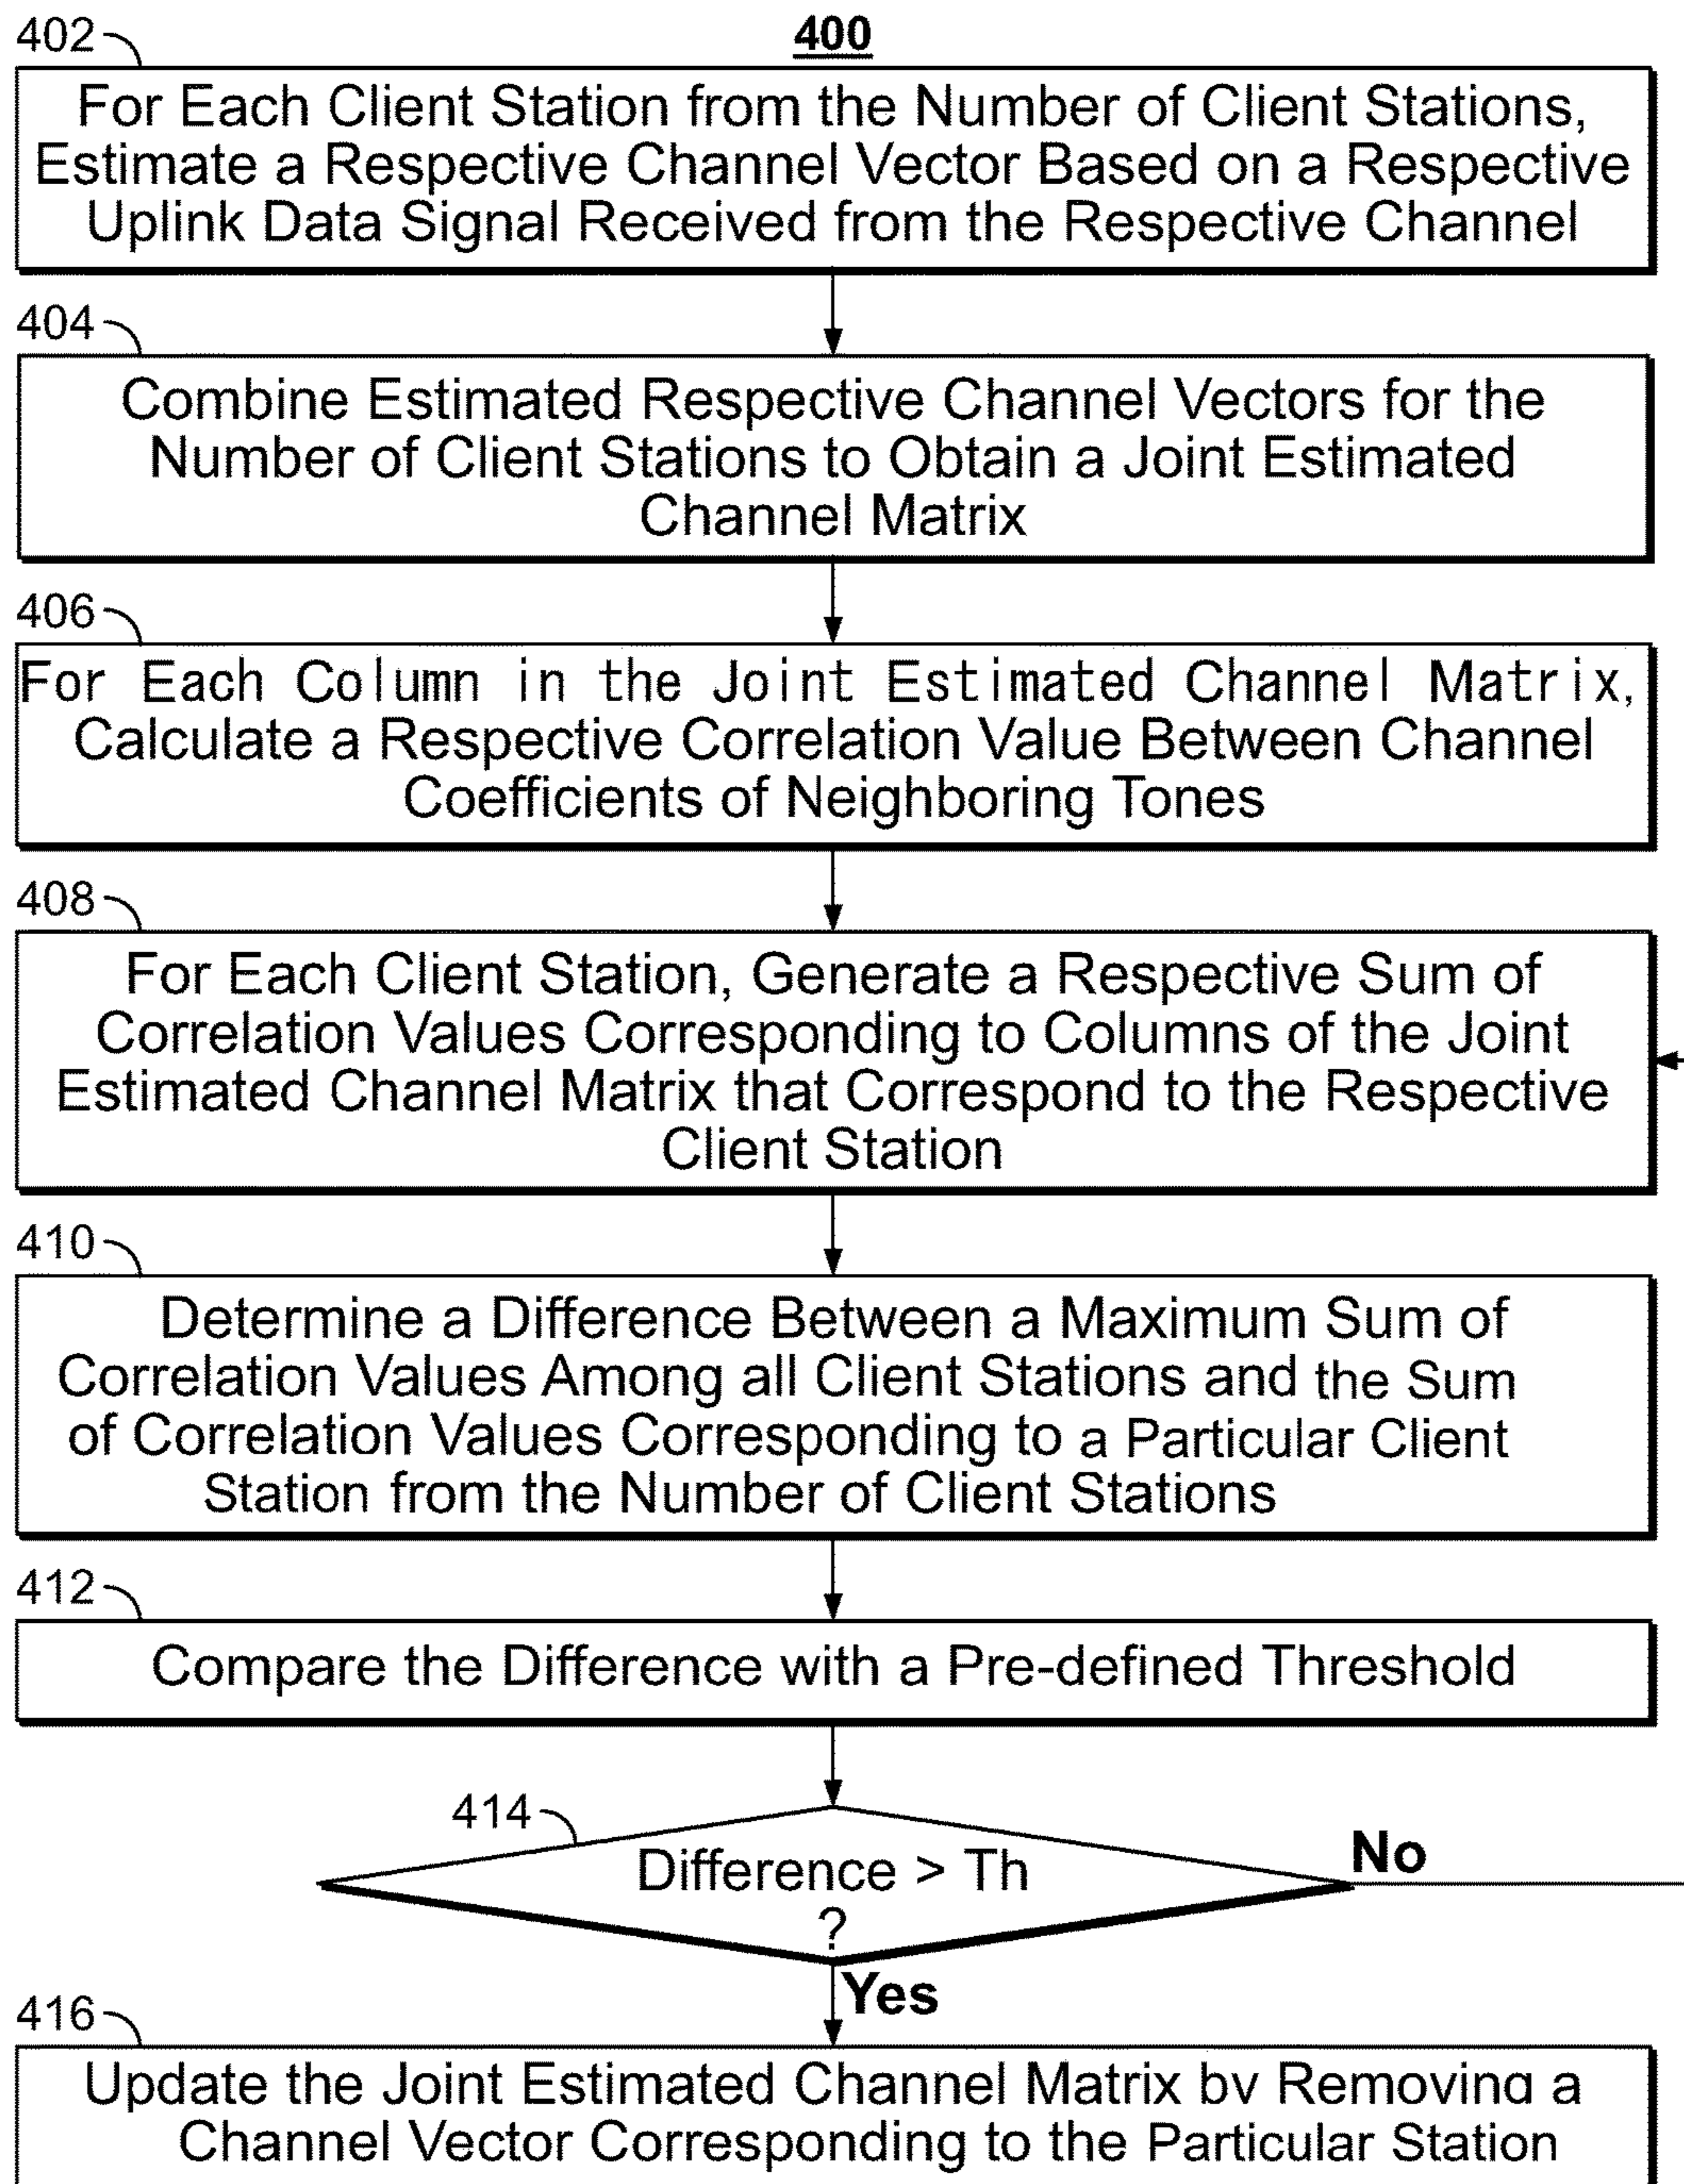 400
402
For Each Client Station from the Number of Client Stations,
Estimate a Respective Channel Vector Based on a Respective
Uplink Data Signal Received from the Respective Channel
404
Combine Estimated Respective Channel Vectors for the
Number of Client Stations to Obtain a Joint Estimated
Channel Matrix
406
For Each Column in the Joint Estimated Channel Matrix,
Calculate a Respective Correlation Value Between Channel
Coefficients of Neighboring Tones
408
For Each Client Station, Generate a Respective Sum of
Correlation Values Corresponding to Columns of the Joint
Estimated Channel Matrix that Correspond to the Respective
Client Station
410
Determine a Difference Between a Maximum Sum of
Correlation Values Among all Client Stations and the Sum
of Correlation Values Corresponding to a Particular Client
Station from the Number of Client Stations
412
Compare the Difference with a Pre-defined Threshold
414
Difference > Th
?
No
Yes
416
Update the Joint Estimated Channel Matrix by Removing a
Channel Vector Corresponding to the Particular Station